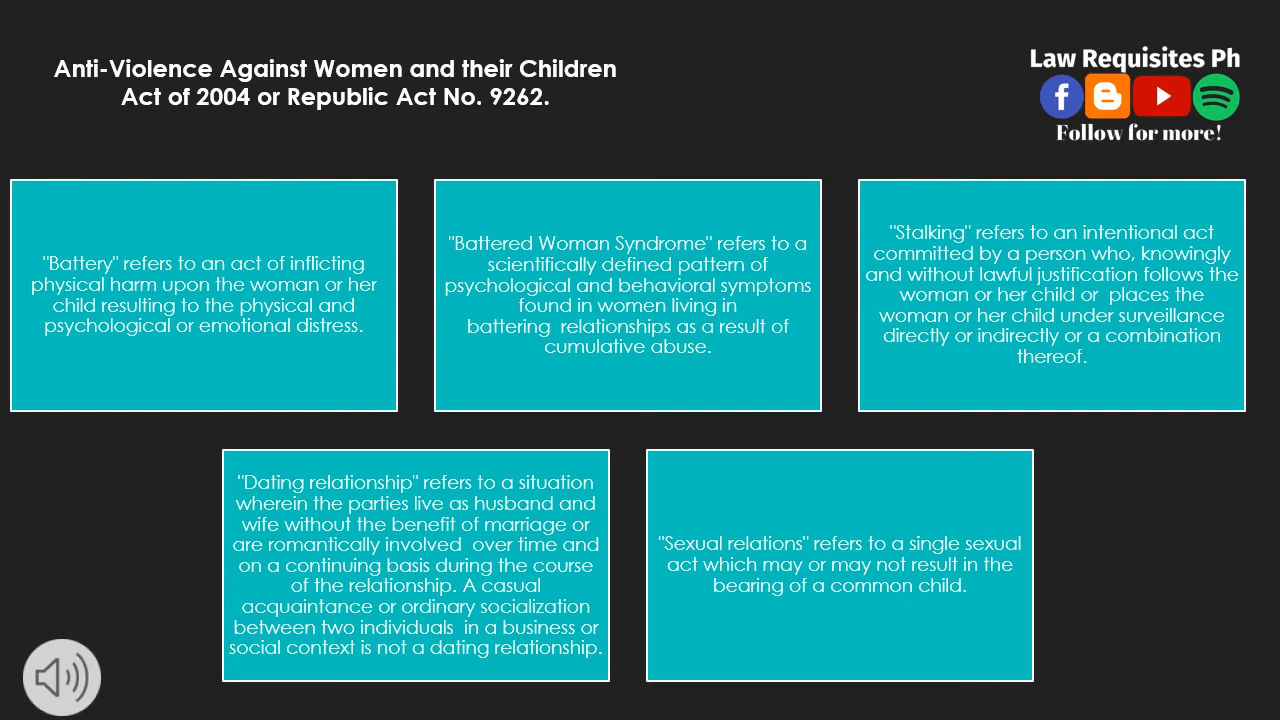 Anti-Violence Against Women and their Children
Act of 2004 or Republic Act No. 9262.
Law Requisites Ph
Follow for more!
"Battery" refers to an act of inflicting
physical harm upon the woman or her
child resulting to the physical and
psychological or emotional distress.
"Battered Woman Syndrome" refers to a
scientifically defined pattern of
psychological and behavioral symptoms
found in women living in
battering  relationships as a result of
cumulative abuse.
"Stalking" refers to an intentional act
committed by a person who, knowingly
and without lawful justification follows the
woman or her child or  places the
woman or her child under surveillance
directly or indirectly or a combination
thereof.
"Dating relationship" refers to a situation
wherein the parties live as husband and
wife without the benefit of marriage or
are romantically involved  over time and
on a continuing basis during the course
of the relationship. A casual
acquaintance or ordinary socialization
between two individuals  in a business or
social context is not a dating relationship.
"Sexual relations" refers to a single sexual
act which may or may not result in the
bearing of a common child.